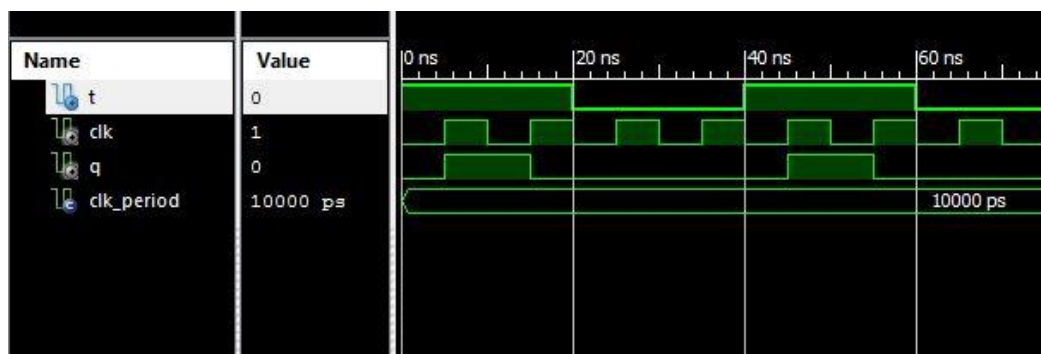 Name Value 0 ns 20 ns 40 ns 60 ns
t 0
clk 1
q 0
clk_period 10000 ps 10000 ps